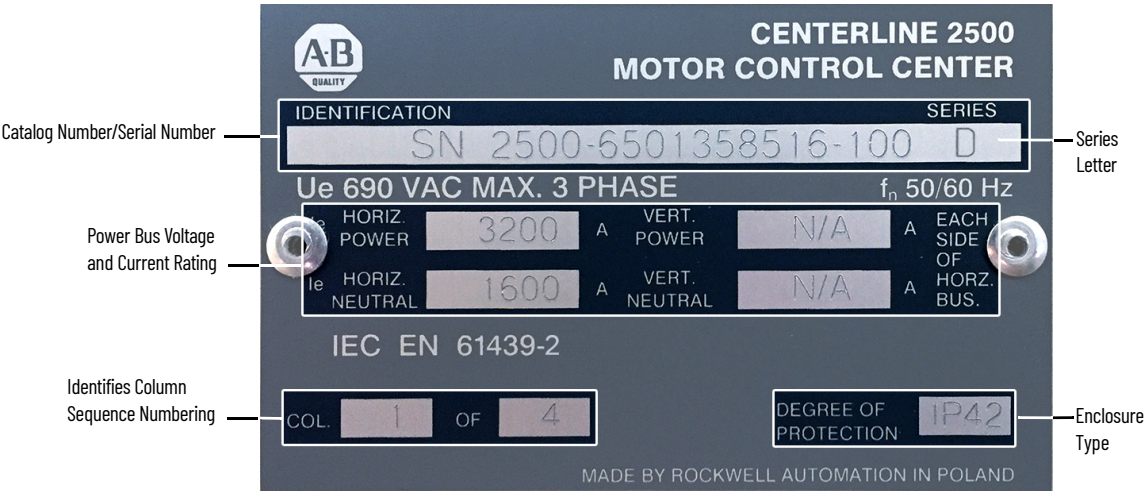 A-B
QUALITY
CENTERLINE 2500
MOTOR CONTROL CENTER
IDENTIFICATION SERIES
Catalog Number/Serial Number
SN 2500-6501358516-100 D
Series
Letter
Ue 690 VAC MAX. 3 PHASE fn 50/60 Hz
Power Bus Voltage
and Current Rating
Ie HORIZ. POWER 3200 A VERT. POWER N/A A EACH
SIDE
OF
Ie HORIZ. NEUTRAL 1600 A VERT. NEUTRAL N/A A HORZ.
BUS.
IEC EN 61439-2
Identifies Column
Sequence Numbering
COL. 1 OF 4
DEGREE OF
PROTECTION IP42
Enclosure
Type
MADE BY ROCKWELL AUTOMATION IN POLAND